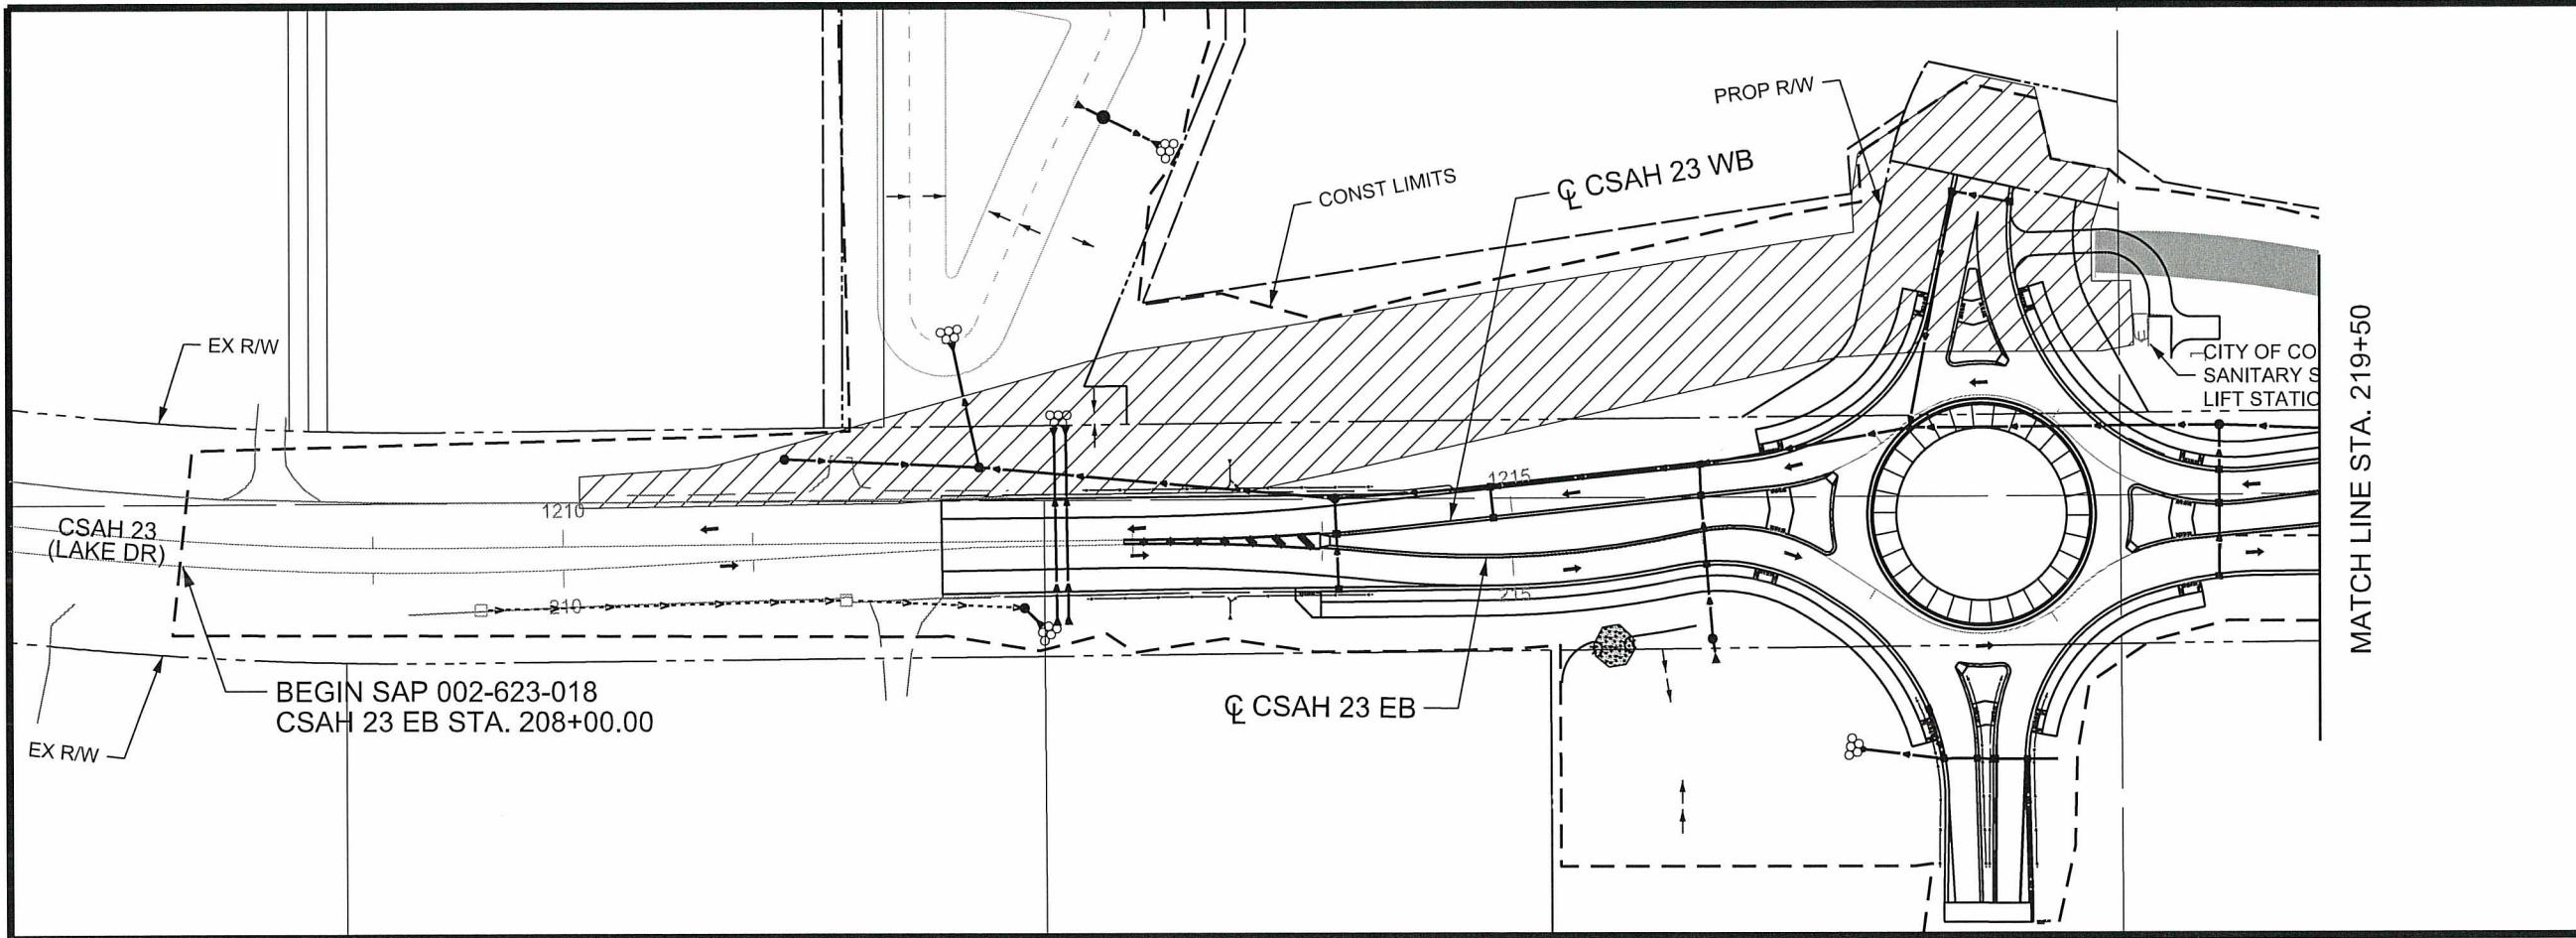 PROP R/W
CONST LIMITS
CL CSAH 23 WB
EX R/W
CITY OF CO
SANITARY S
LIFT STATIO
MATCH LINE STA. 219+50
1215
1210
CSAH 23
(LAKE DR)
210
215
BEGIN SAP 002-623-018
CSAH 23 EB STA. 208+00.00
CL CSAH 23 EB
EX R/W